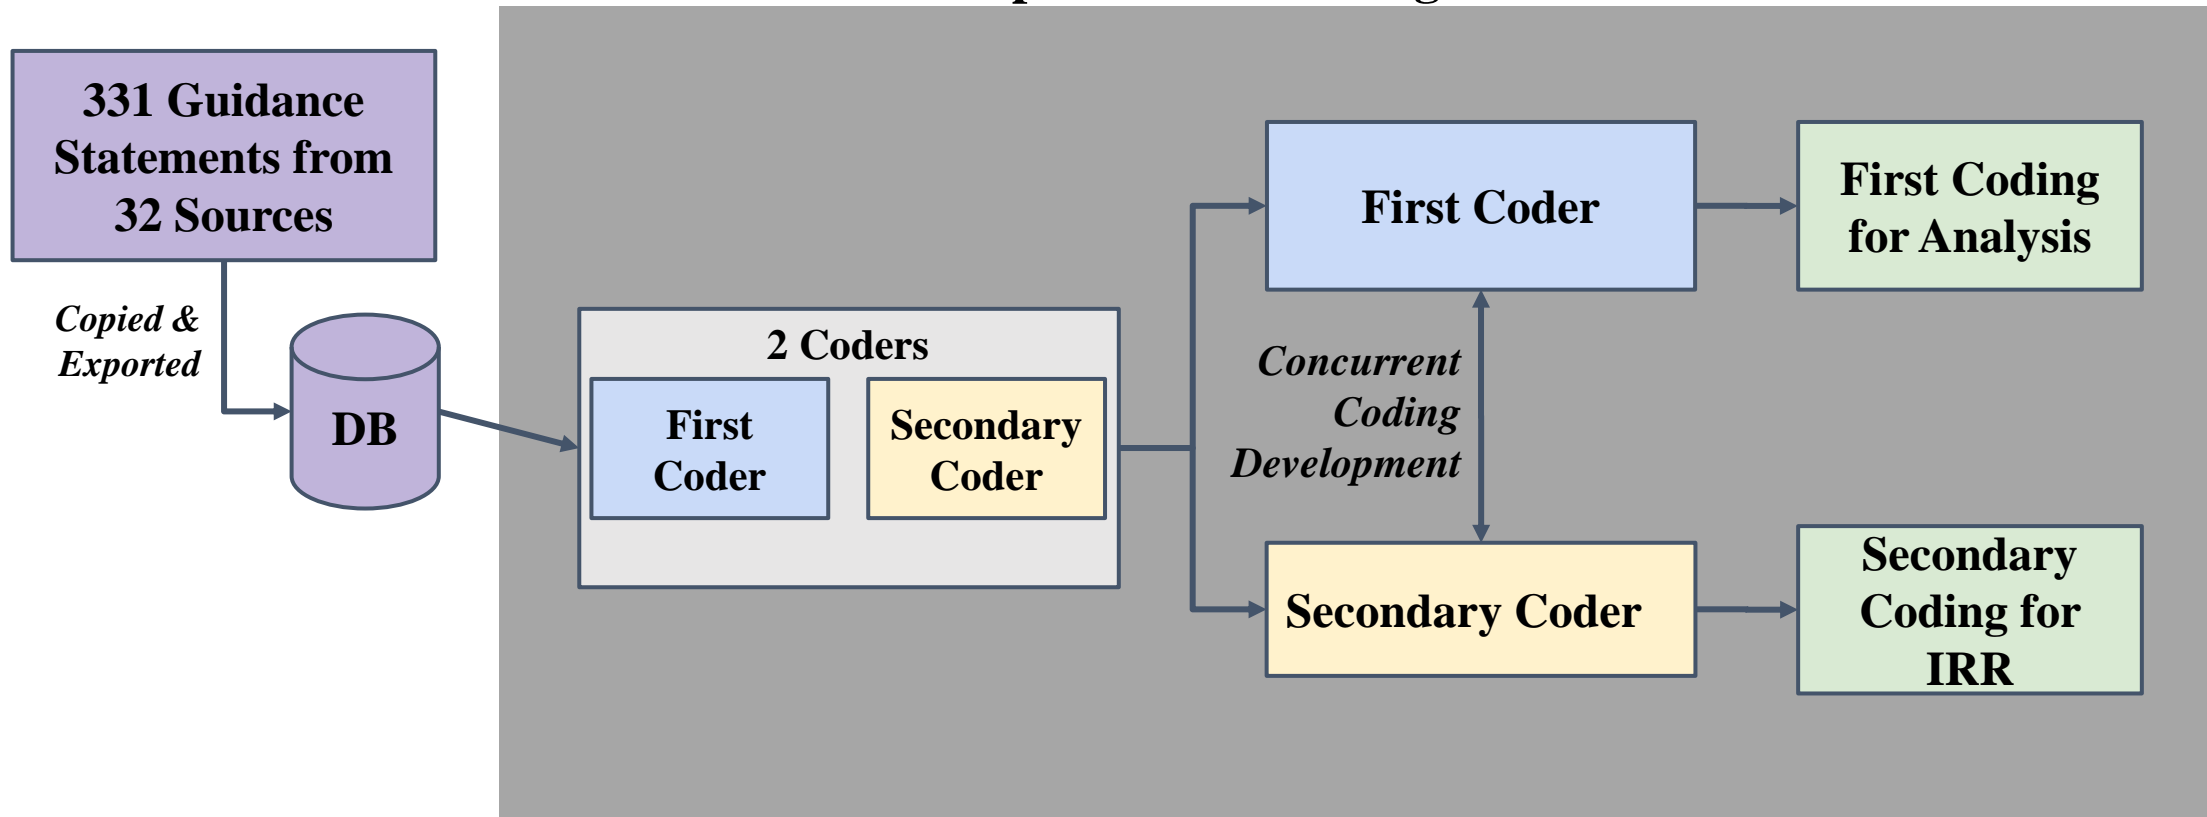 331 Guidance
Statements from
32 Sources
Copied &
Exported
DB
2 Coders
First
Coder
Secondary
Coder
First Coder
Concurrent
Coding
Development
Secondary Coder
First Coding
for Analysis
Secondary
Coding for
IRR